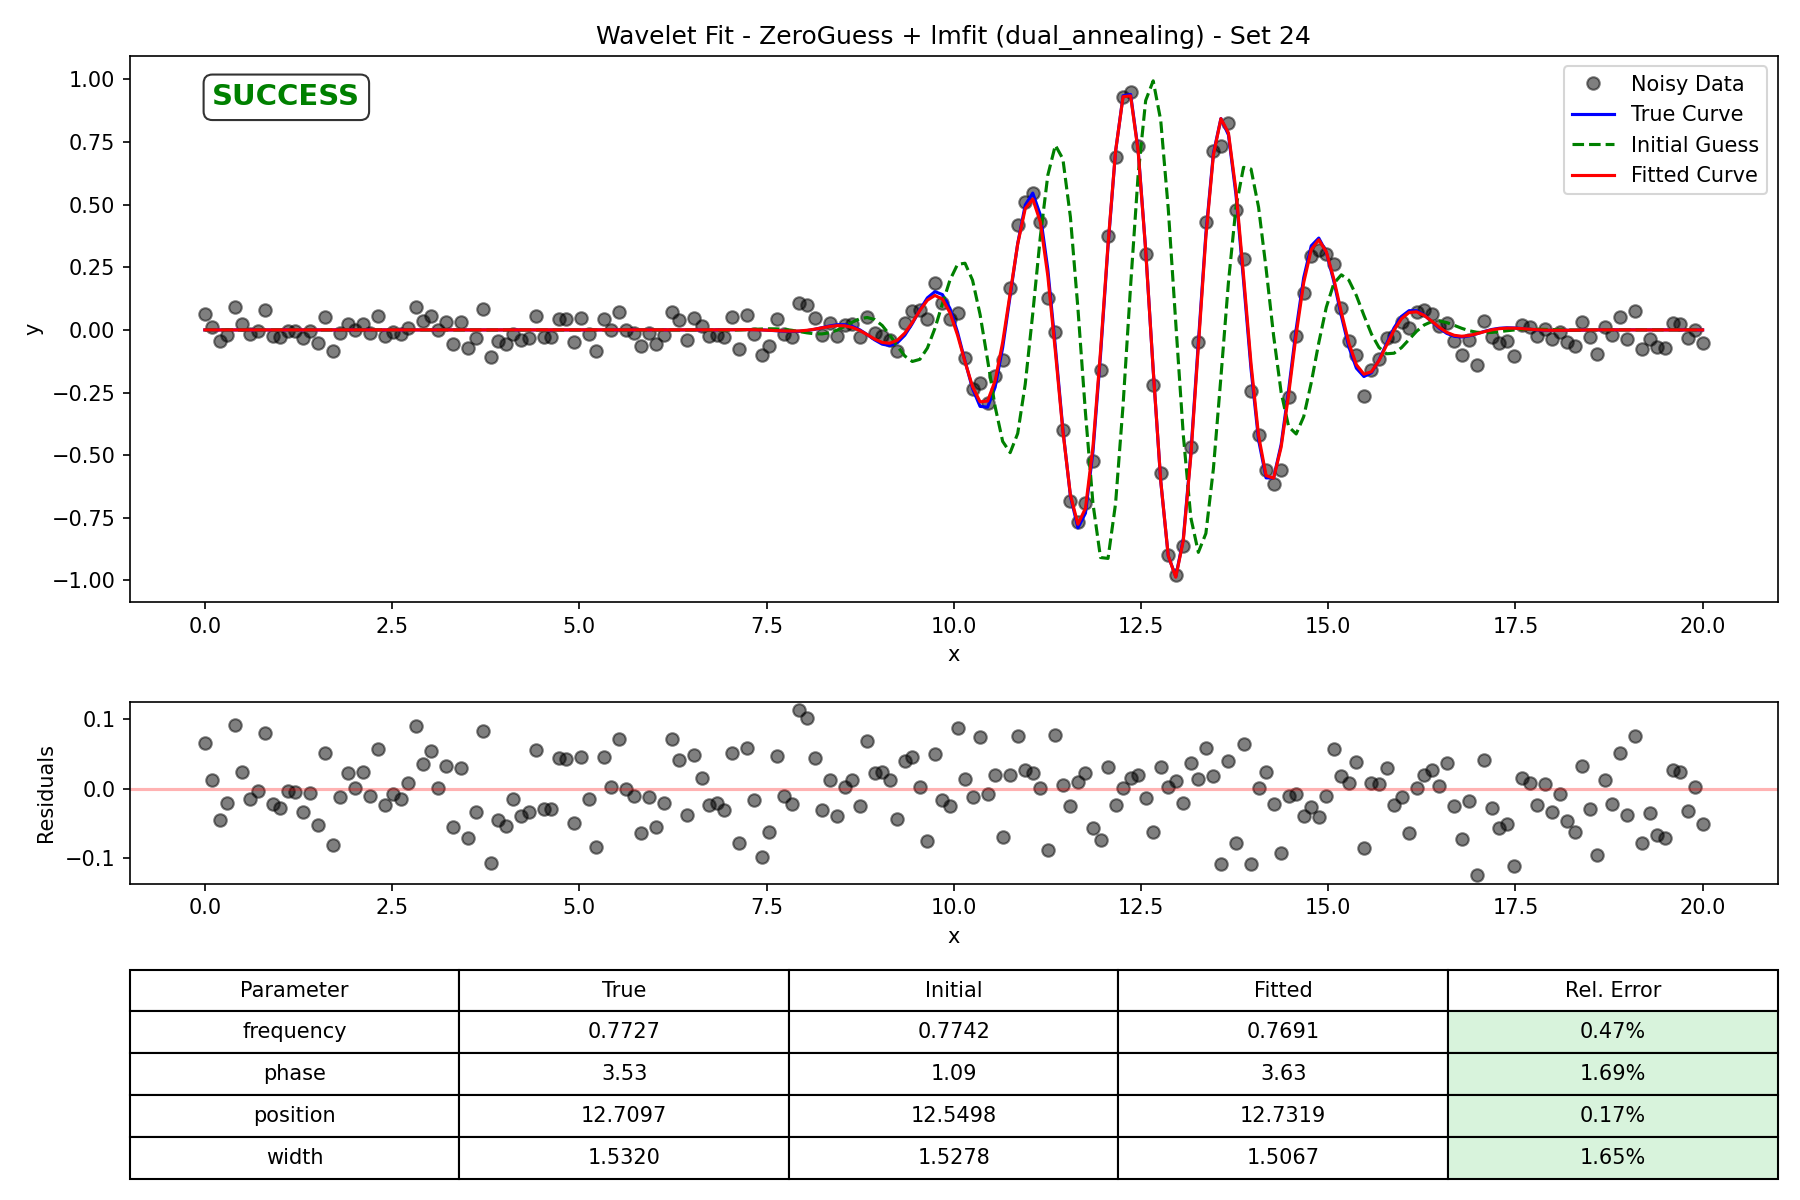 Wavelet Fit - ZeroGuess + lmfit (dual_annealing) - Set 24
SUCCESS
Noisy Data
True Curve
Initial Guess
Fitted Curve
1.00
0.75
0.50
0.25
0.00
−0.25
−0.50
−0.75
−1.00
y
0.0 2.5 5.0 7.5 10.0 12.5 15.0 17.5 20.0
x
0.1
0.0
−0.1
Residuals
0.0 2.5 5.0 7.5 10.0 12.5 15.0 17.5 20.0
x
Parameter True Initial Fitted Rel. Error
frequency 0.7727 0.7742 0.7691 0.47%
phase 3.53 1.09 3.63 1.69%
position 12.7097 12.5498 12.7319 0.17%
width 1.5320 1.5278 1.5067 1.65%